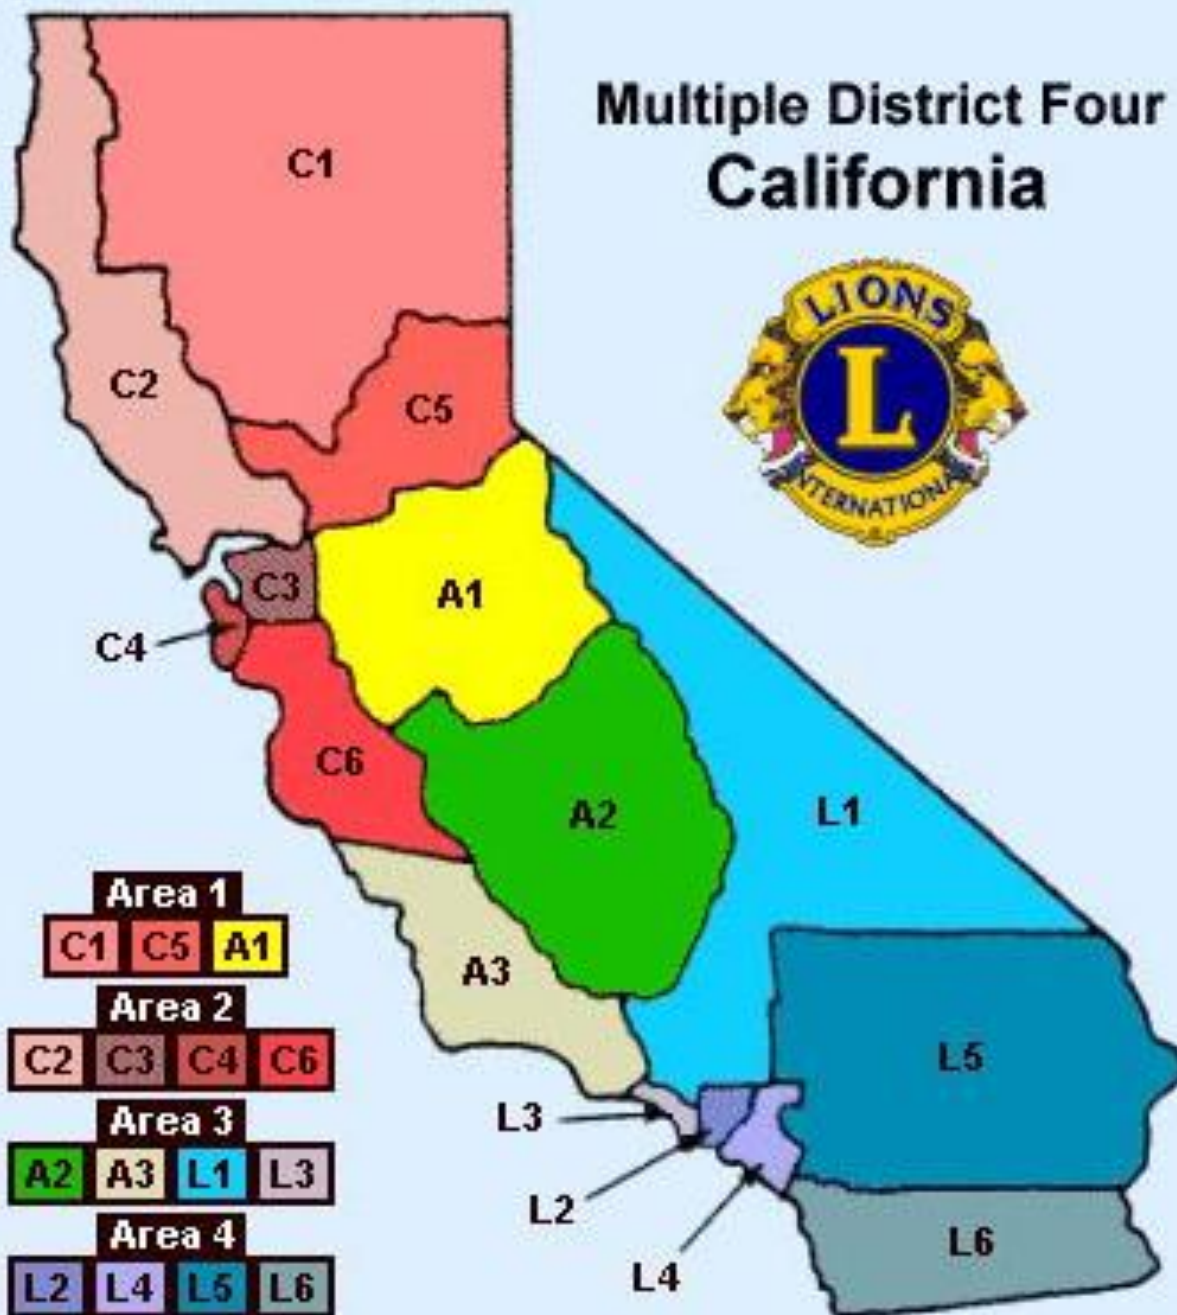 Multiple District Four
California
LIONS
L
INTERNATIONAL
C1
C2
C5
C3
A1
C4
C6
A2
L1
A3
L5
L3
L2
L6
L4
Area 1
C1 C5 A1
Area 2
C2 C3 C4 C6
Area 3
A2 A3 L1 L3
Area 4
L2 L4 L5 L6